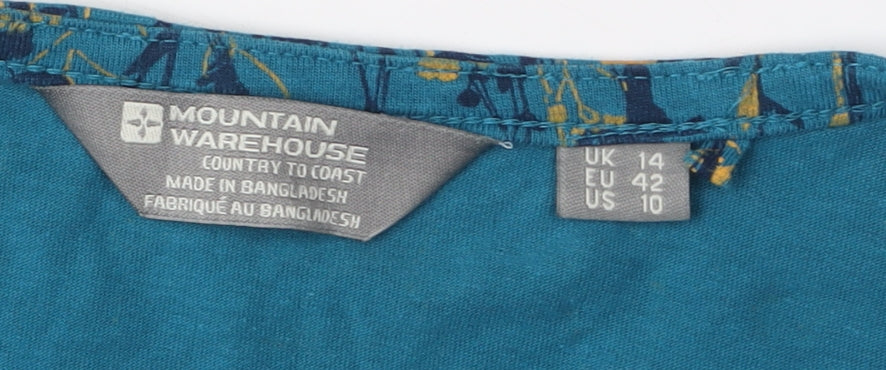 MOUNTAIN
WAREHOUSE
COUNTRY TO COAST
MADE IN BANGLADESH
FABRIQUÉ AU BANGLADESH
UK 14
EU 42
US 10